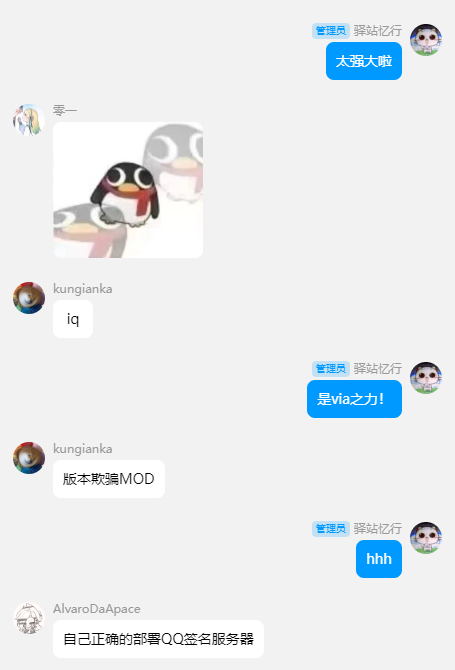 管理员 驿站忆行
太强大啦
零一
kungianka
iq
管理员 驿站忆行
是via之力！
kungianka
版本欺骗MOD
管理员 驿站忆行
hhh
AlvaroDaApace
自己正确的部署QQ签名服务器